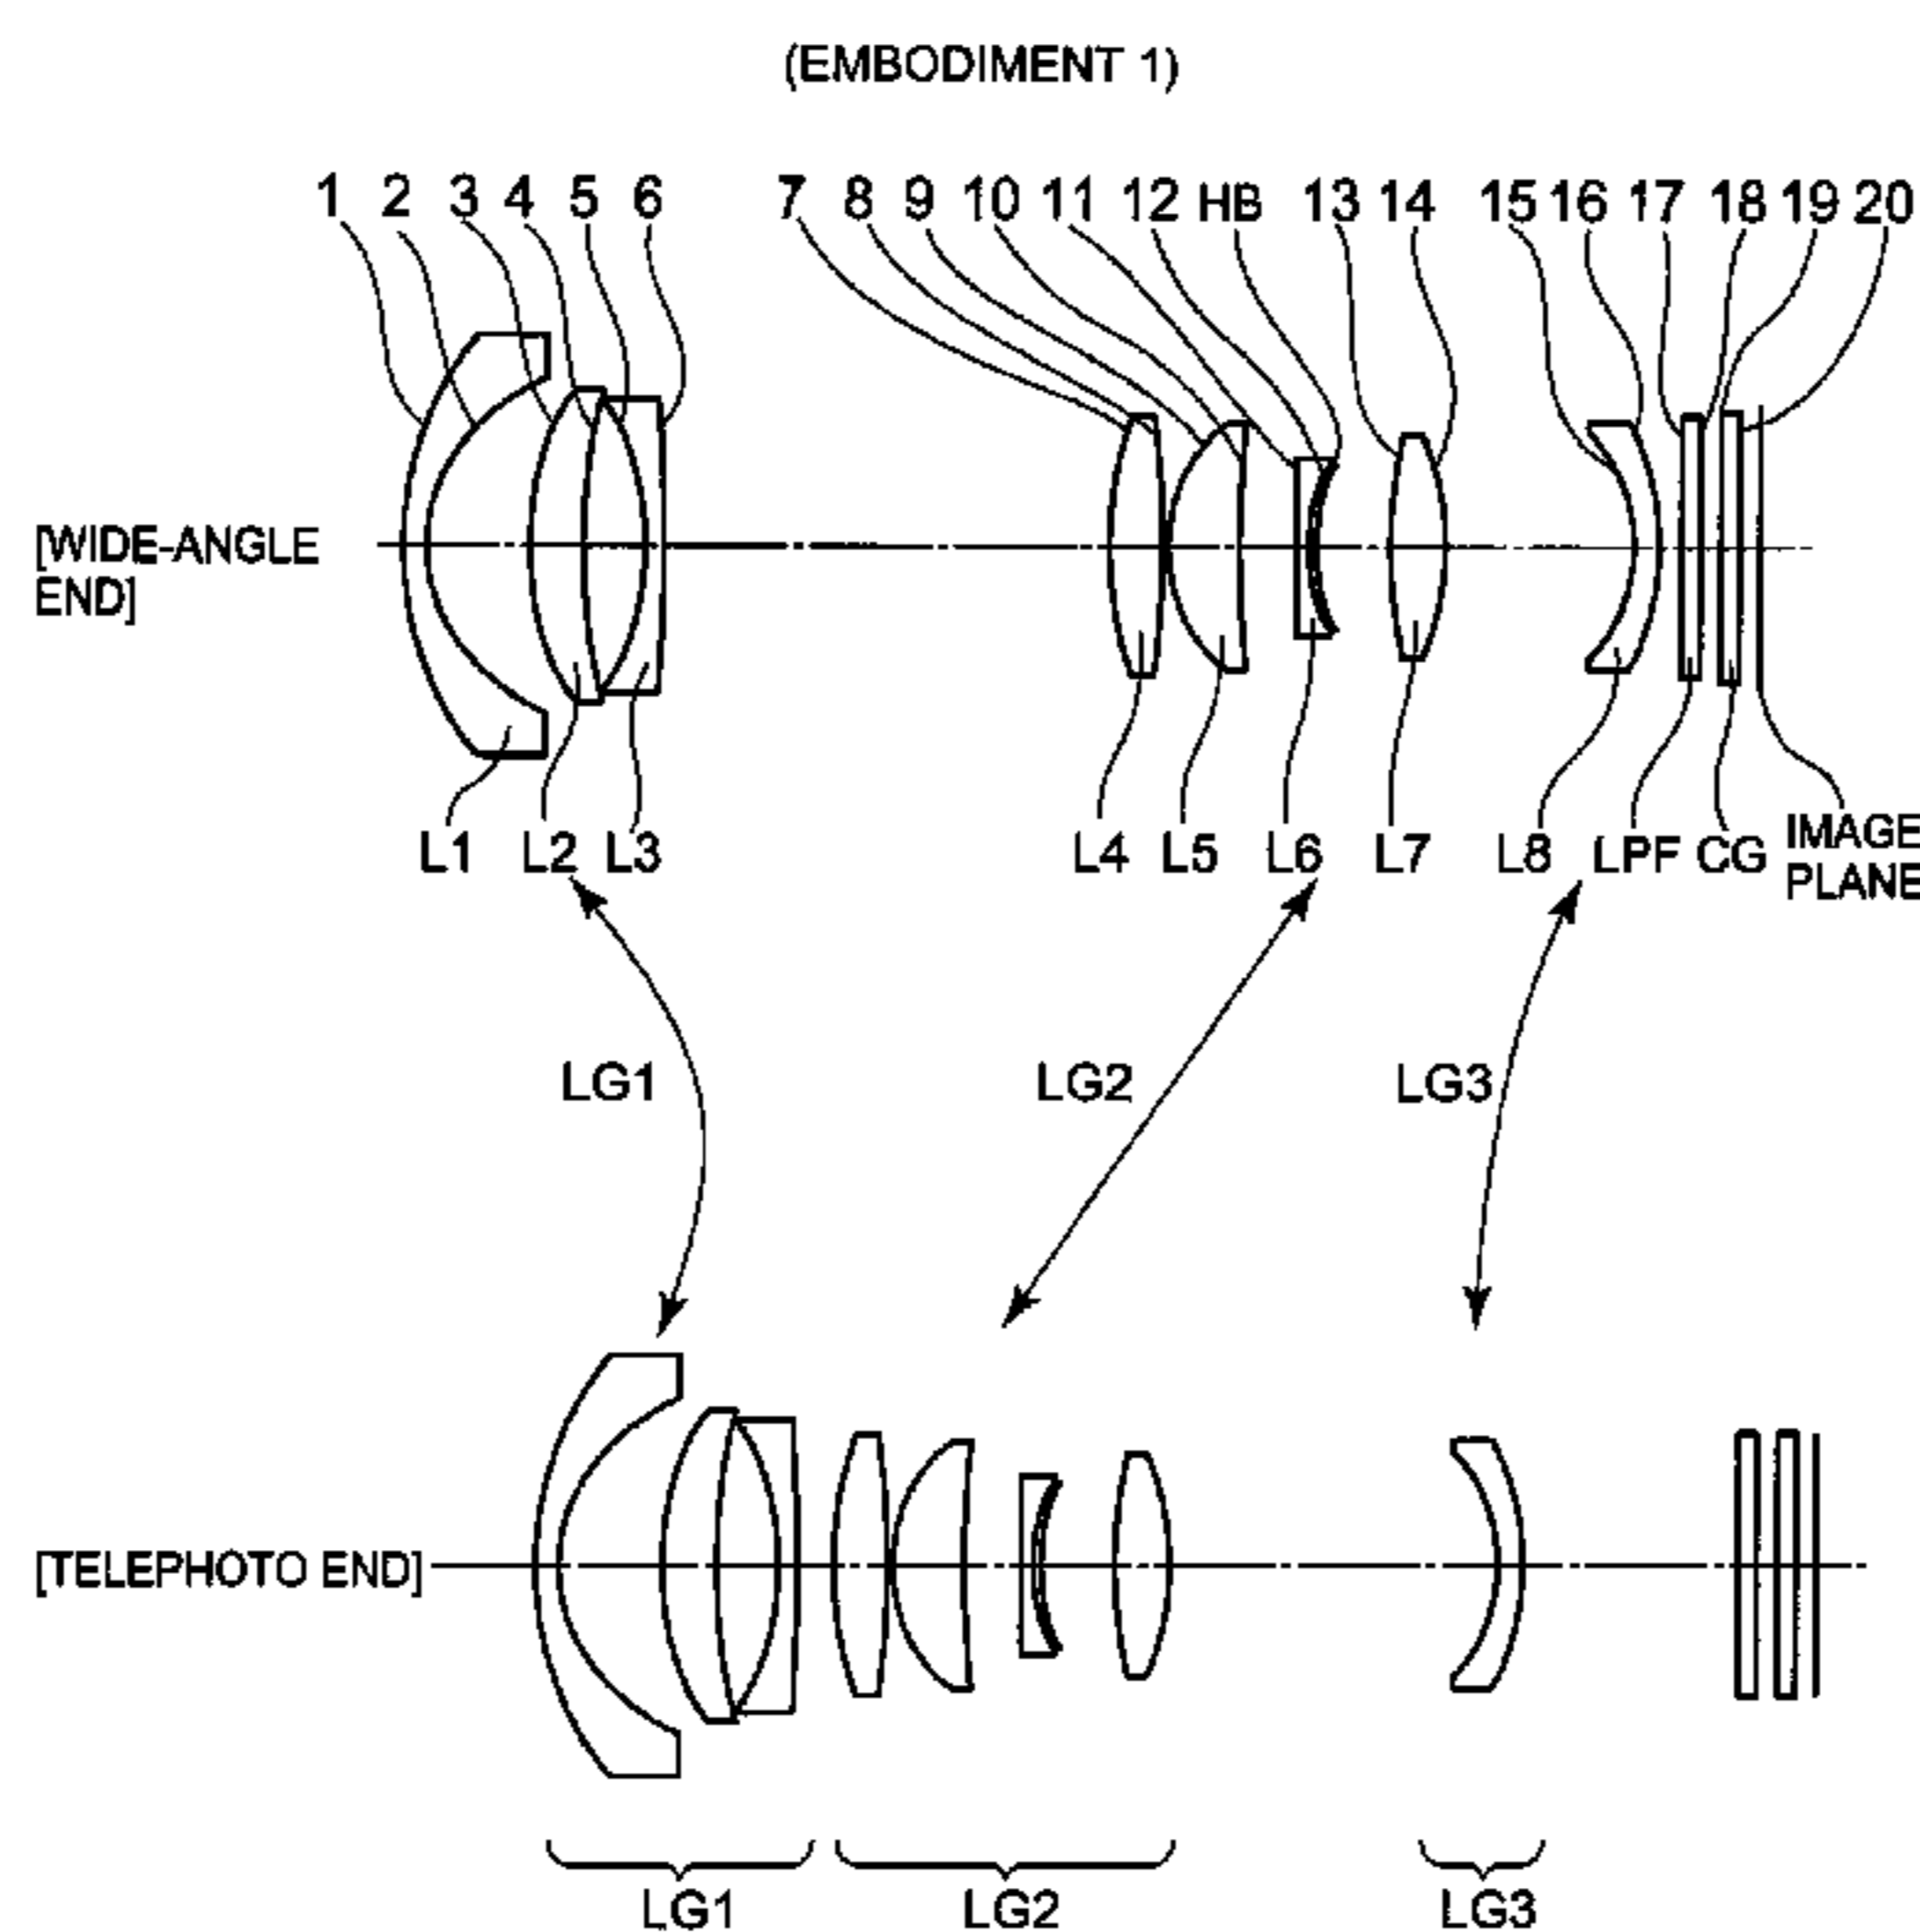 (EMBODIMENT 1)
1 2 3 4 5 6 7 8 9 10 11 12 HB 13 14 15 16 17 18 19 20
[WIDE-ANGLE
END]
L1 L2 L3 L4 L5 L6 L7 L8 LPF CG IMAGE
PLANE
LG1 LG2 LG3
[TELEPHOTO END]
LG1 LG2 LG3